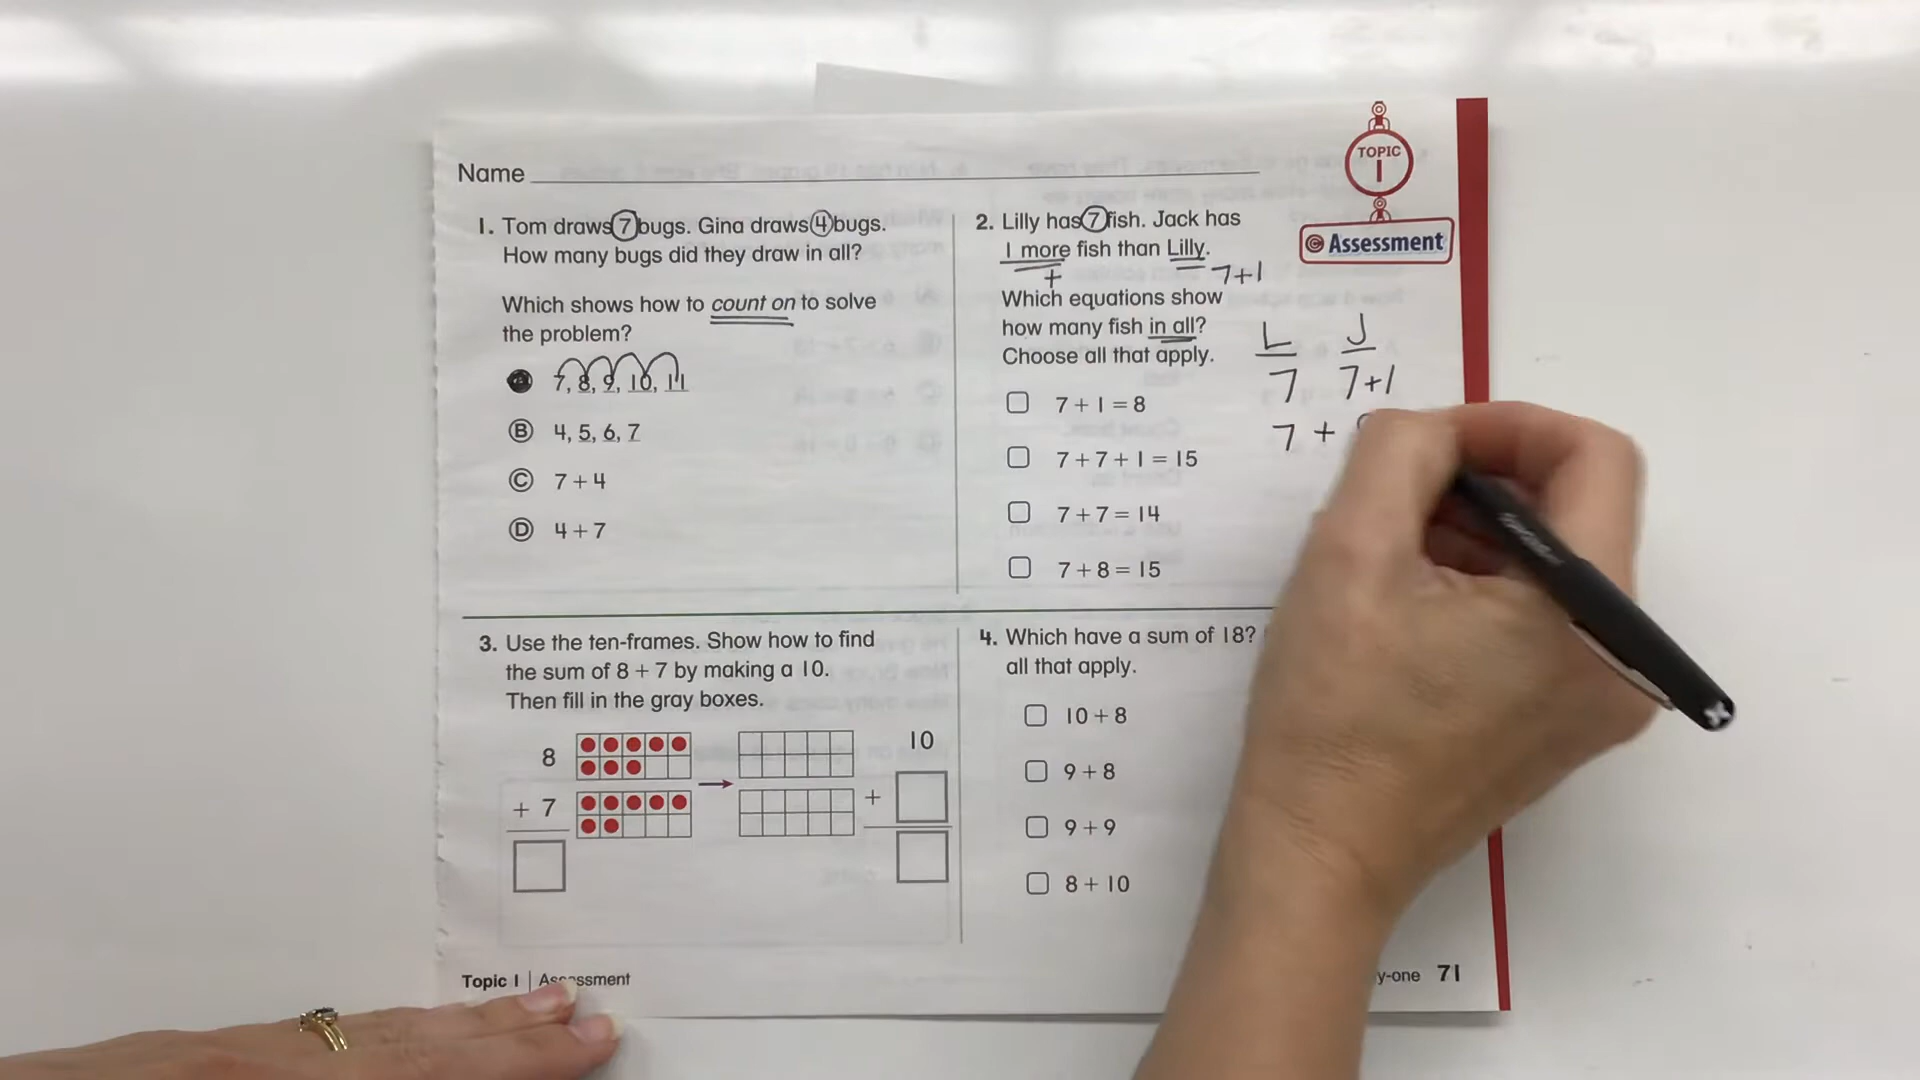 Name
TOPIC
1
Assessment
1. Tom draws 7 bugs. Gina draws 4 bugs.
How many bugs did they draw in all?
Which shows how to count on to solve
the problem?
7, 8, 9, 10, 11
B 4, 5, 6, 7
C 7 + 4
D 4 + 7
2. Lilly has 7 fish. Jack has
1 more fish than Lilly.
+ 7+1
Which equations show
how many fish in all?
Choose all that apply.
L J
7 7+1
7 +
7 + 1 = 8
7 + 7 + 1 = 15
7 + 7 = 14
7 + 8 = 15
3. Use the ten-frames. Show how to find
the sum of 8 + 7 by making a 10.
Then fill in the gray boxes.
8
+ 7
10
+
4. Which have a sum of 18?
all that apply.
10 + 8
9 + 8
9 + 9
8 + 10
Topic 1 | Assessment
y-one 71